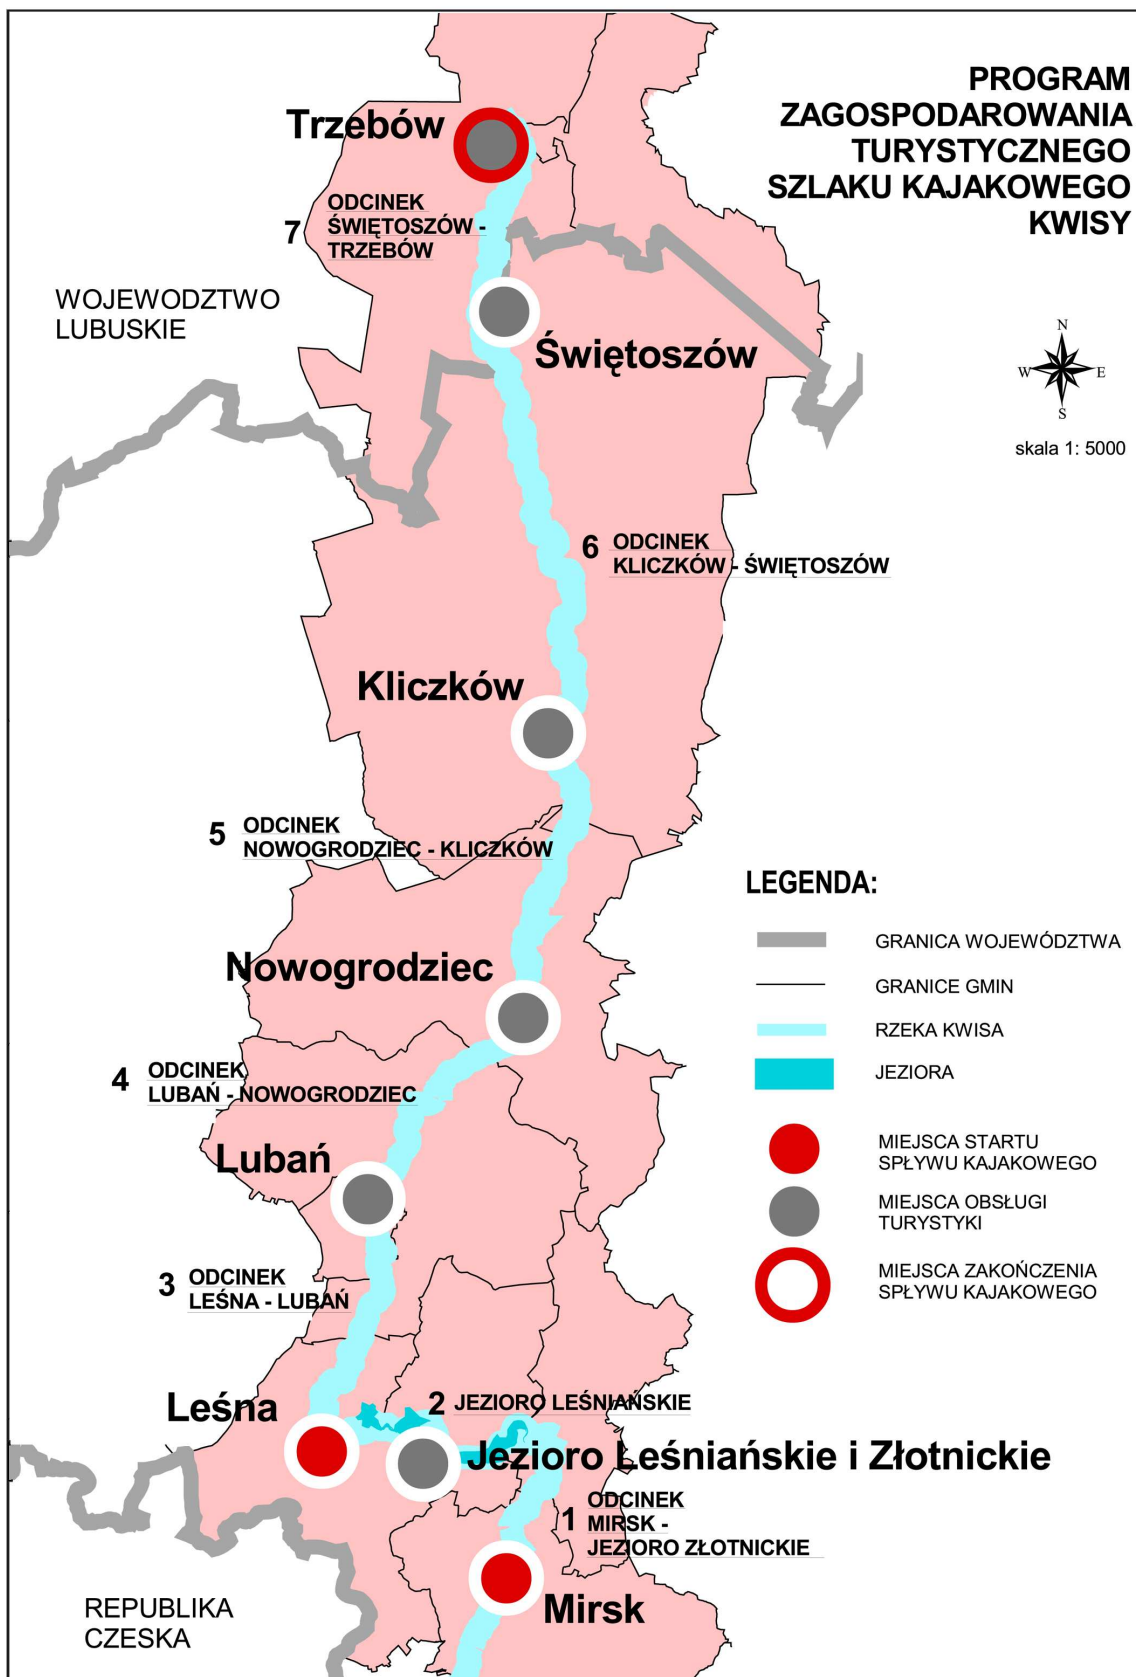 PROGRAM
ZAGOSPODAROWANIA
TURYSTYCZNEGO
SZLAKU KAJAKOWEGO
KWISY
Trzebów
7 ODCINEK
ŚWIĘTOSZÓW -
TRZEBÓW
WOJEWODZTWO
LUBUSKIE
Świętoszów
N
W E
S
skala 1: 5000
6 ODCINEK
KLICZKÓW - ŚWIĘTOSZÓW
Kliczków
5 ODCINEK
NOWOGRODZIEC - KLICZKÓW
Nowogrodziec
4 ODCINEK
LUBAŃ - NOWOGRODZIEC
Lubań
3 ODCINEK
LEŚNA - LUBAŃ
Leśna
2 JEZIORO LEŚNIAŃSKIE
Jezioro Leśniańskie i Złotnickie
1 ODCINEK
MIRSK -
JEZIORO ZŁOTNICKIE
Mirsk
REPUBLIKA
CZESKA
LEGENDA:
GRANICA WOJEWÓDZTWA
GRANICE GMIN
RZEKA KWISA
JEZIORA
MIEJSCA STARTU
SPŁYWU KAJAKOWEGO
MIEJSCA OBSŁUGI
TURYSTYKI
MIEJSCA ZAKOŃCZENIA
SPŁYWU KAJAKOWEGO